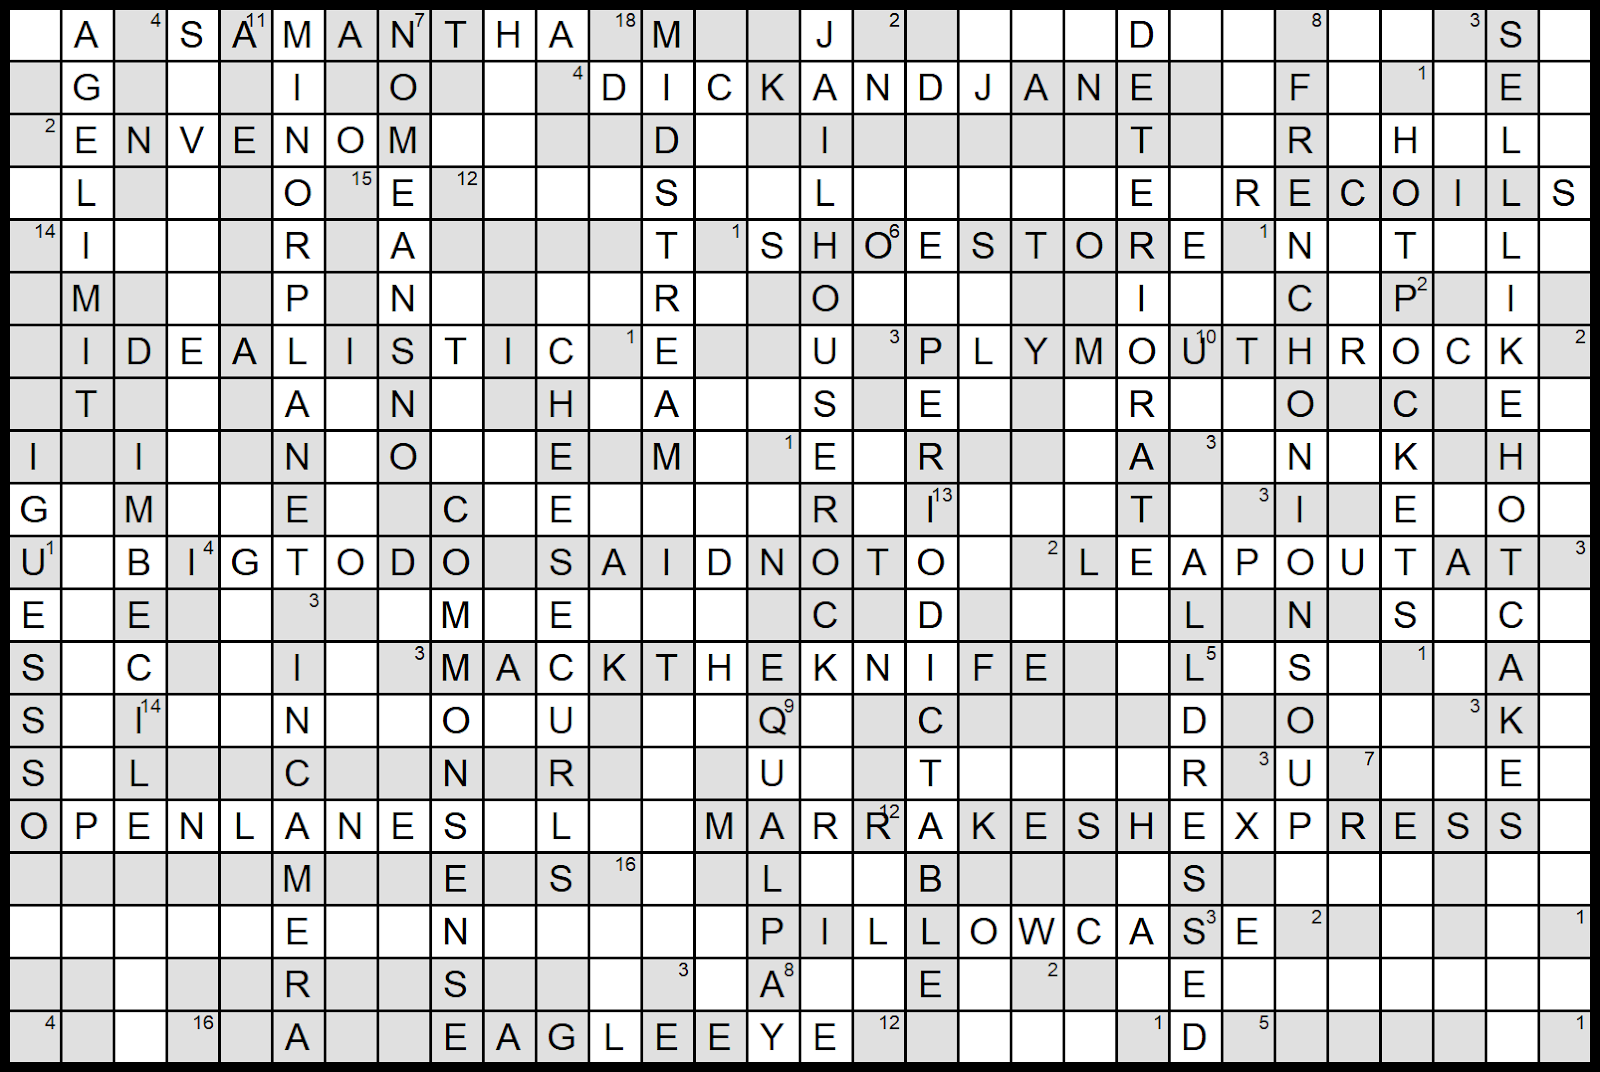 A 4 S A 11 M A N 7 T H A 18 M J 2 D 8 3 S
G I O 4 D I C K A N D J A N E F 1 E
2 E N V E N O M D I T R H L
L O 15 E 12 S L E R E C O I L S
14 I R A T 1 S H O 6 E S T O R E 1 N T L
M P N R O I C P 2 I
I D E A L I S T I C 1 E U 3 P L Y M O U 10 T H R O C K 2
T A N H A S E R O C E
I I N O E M 1 E R A 3 N K H
G M E C E R I 13 T 3 I E O
U 1 B I 4 G T O D O S A I D N O T O 2 L E A P O U T A T 3
E E 3 M E C D L N S C
S C I 3 M A C K T H E K N I F E L 5 S 1 A
S I 14 N O U Q 9 C D O 3 K
S L C N R U T R 3 U 7 E
O P E N L A N E S L M A R R 12 A K E S H E X P R E S S
M E S 16 L B S
E N P I L L O W C A S 3 E 2 1
R S 3 A 8 E 2 E
4 16 A E A G L E E Y E 12 1 D 5 1